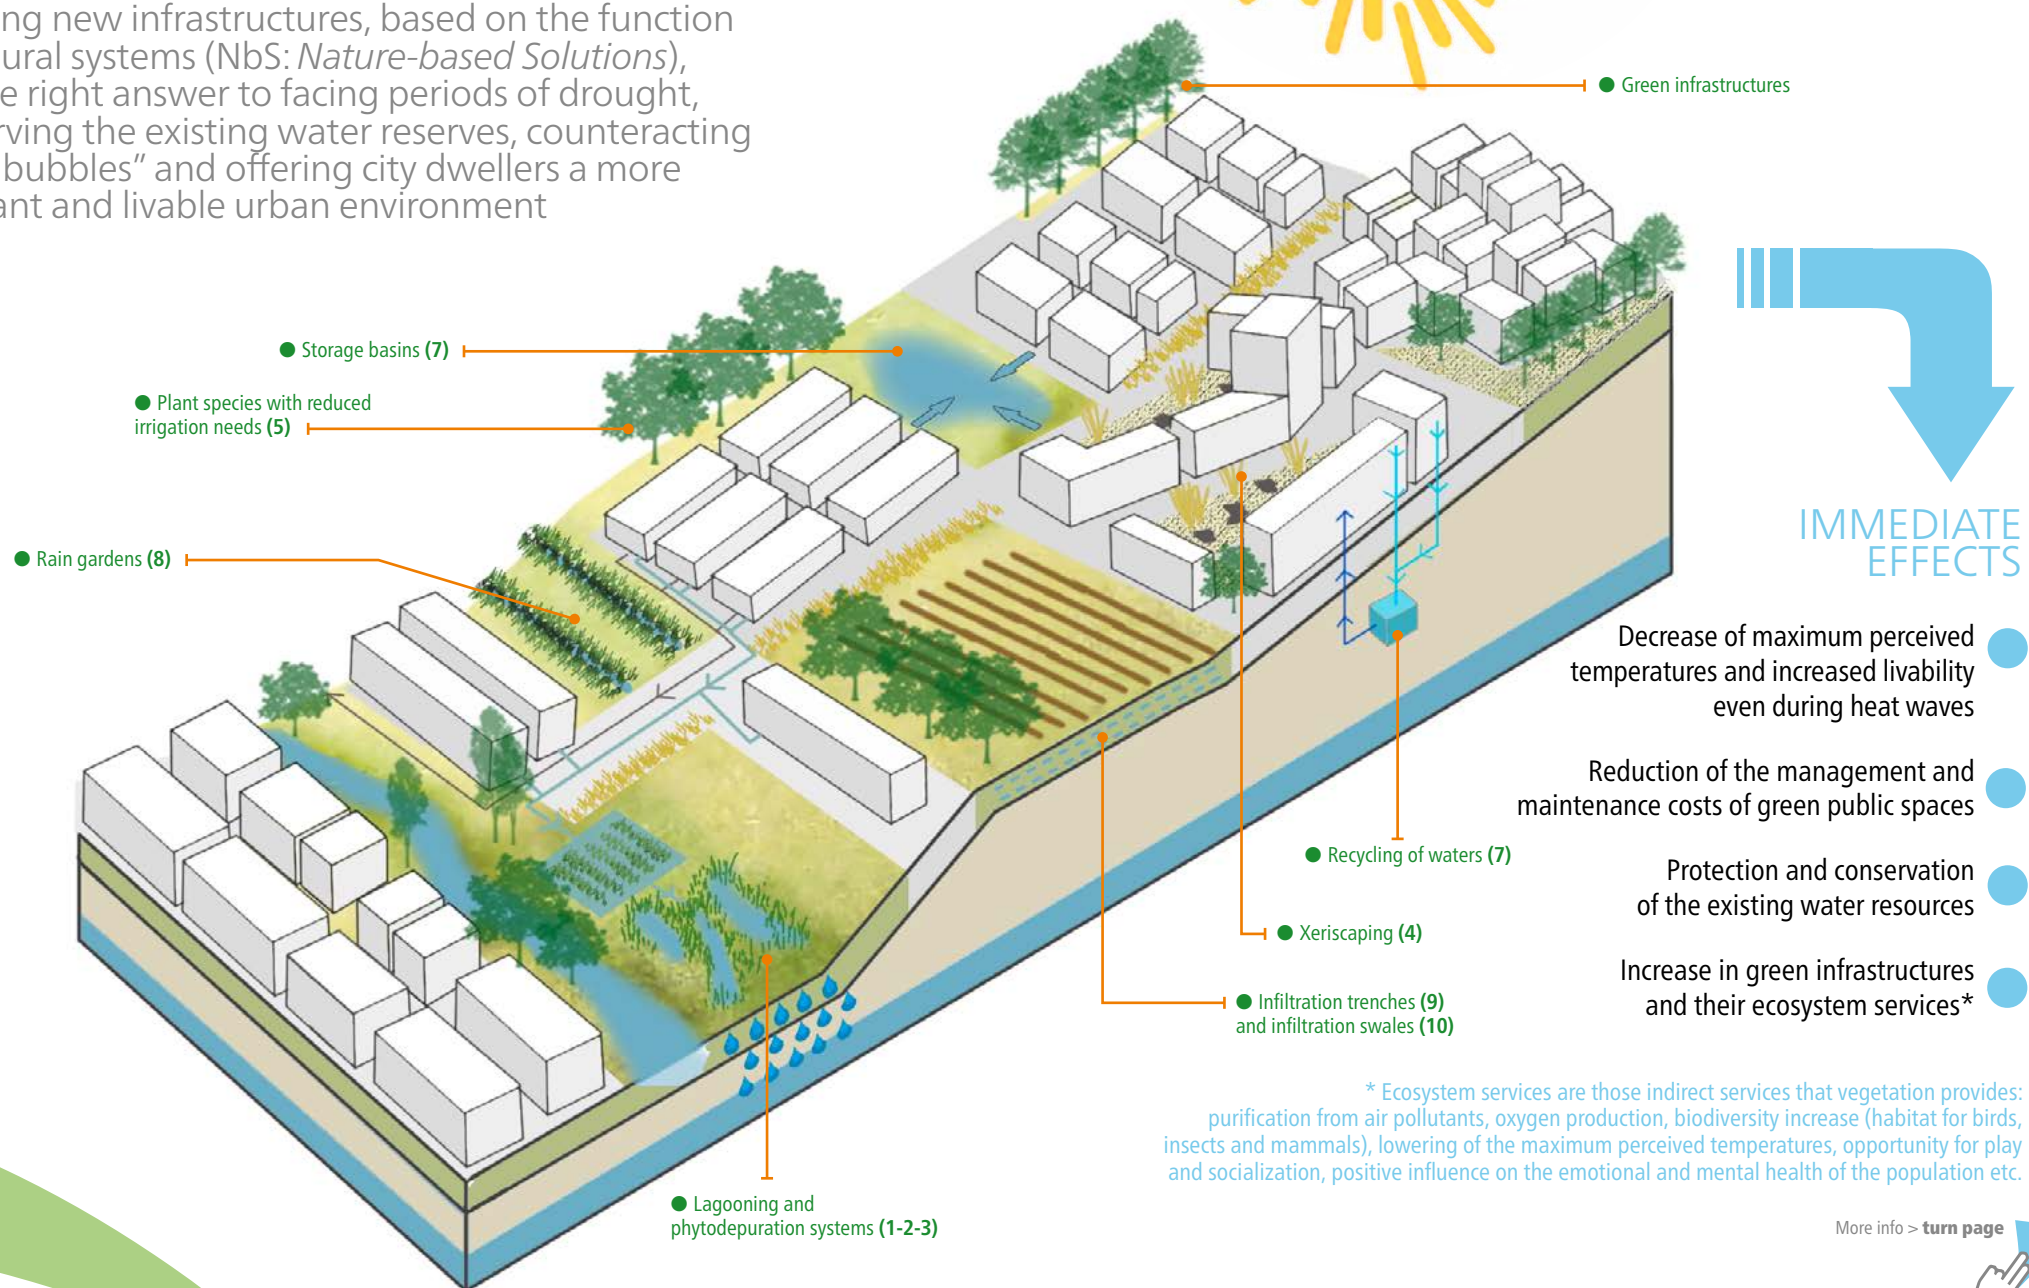 ng new infrastructures, based on the function
ural systems (NbS: Nature-based Solutions),
e right answer to facing periods of drought,
rving the existing water reserves, counteracting
bubbles" and offering city dwellers a more
ant and livable urban environment
● Green infrastructures
● Storage basins (7)
● Plant species with reduced
irrigation needs (5)
● Rain gardens (8)
IMMEDIATE
EFFECTS
Decrease of maximum perceived
temperatures and increased livability
even during heat waves
Reduction of the management and
maintenance costs of green public spaces
Protection and conservation
of the existing water resources
Increase in green infrastructures
and their ecosystem services*
● Recycling of waters (7)
● Xeriscaping (4)
● Infiltration trenches (9)
and infiltration swales (10)
● Lagooning and
phytodepuration systems (1-2-3)
* Ecosystem services are those indirect services that vegetation provides:
purification from air pollutants, oxygen production, biodiversity increase (habitat for birds,
insects and mammals), lowering of the maximum perceived temperatures, opportunity for play
and socialization, positive influence on the emotional and mental health of the population etc.
More info > turn page